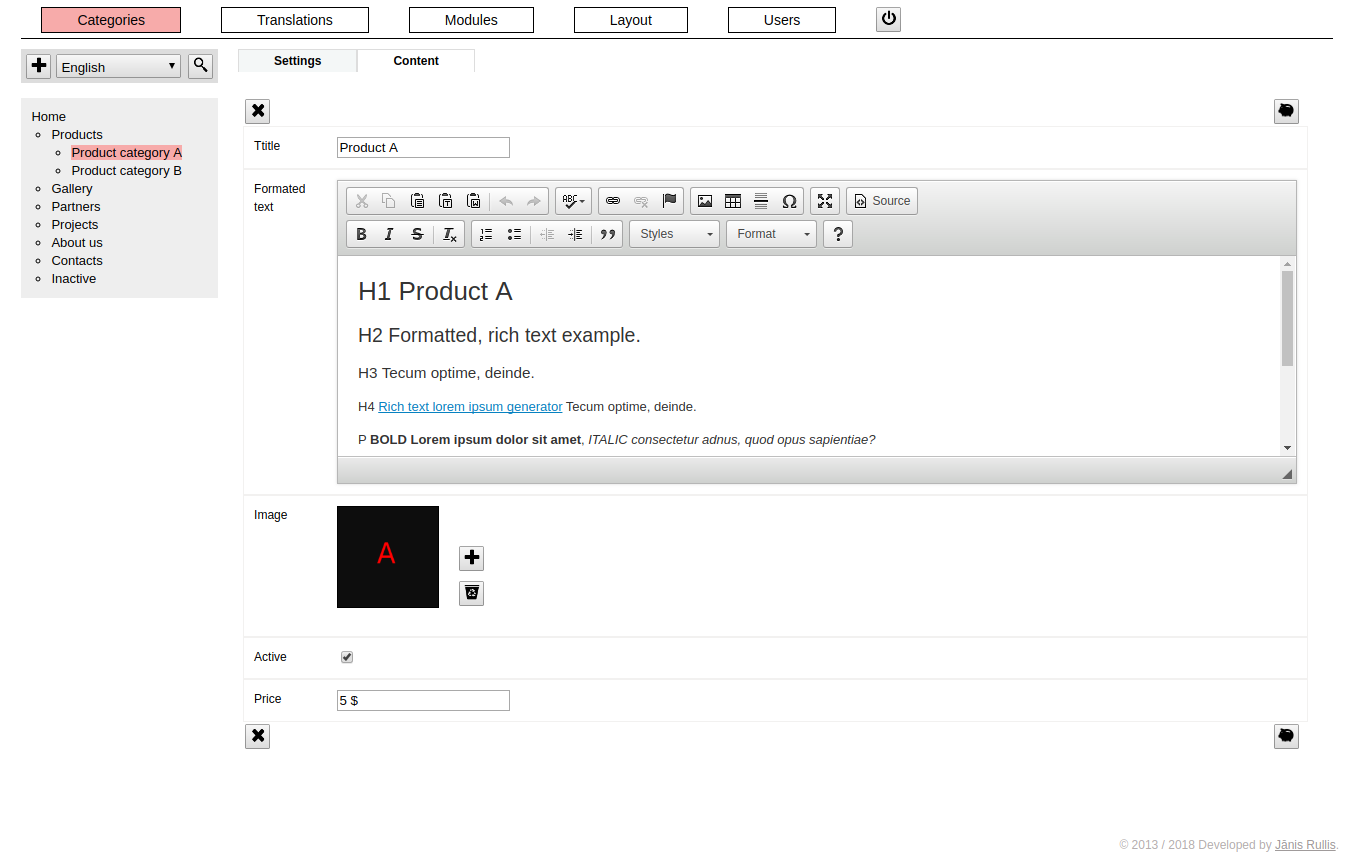 Categories Translations Modules Layout Users
English
Settings Content
Home
Products
Product category A
Product category B
Gallery
Partners
Projects
About us
Contacts
Inactive
Ttitle Product A
Formated
text
ABC Source
B I S Tx Styles Format ?
H1 Product A
H2 Formatted, rich text example.
H3 Tecum optime, deinde.
H4 Rich text lorem ipsum generator Tecum optime, deinde.
P BOLD Lorem ipsum dolor sit amet, ITALIC consectetur adnus, quod opus sapientiae?
Image
A
Active
Price 5 $
© 2013 / 2018 Developed by Jānis Rullis.